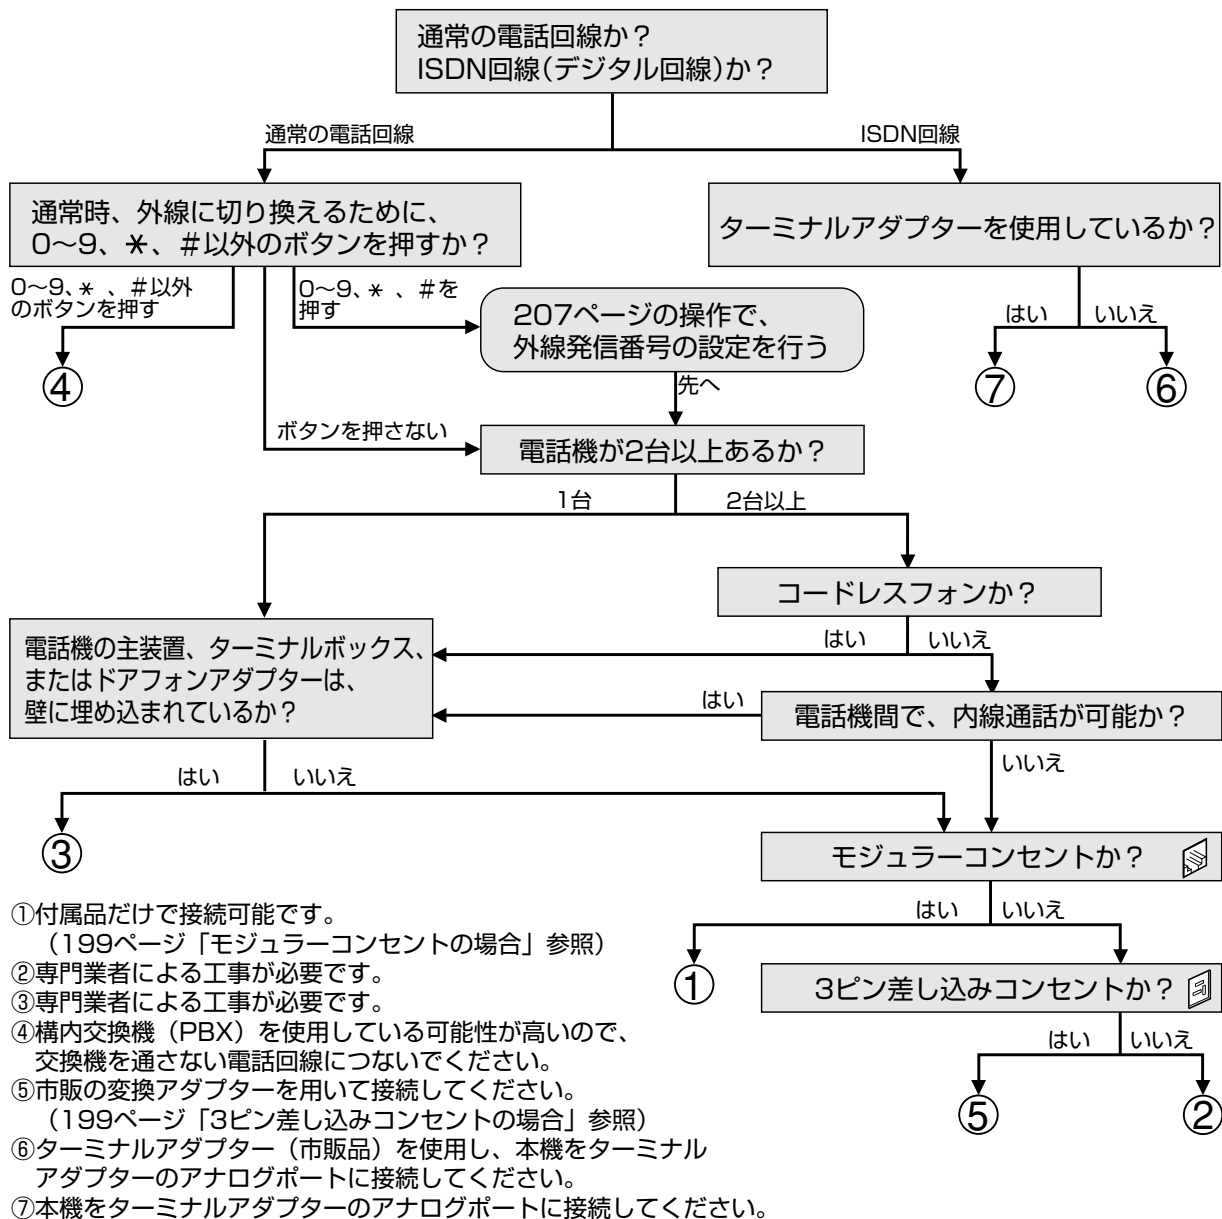 通常の電話回線か？
ISDN回線（デジタル回線）か？
通常の電話回線
ISDN回線
通常時、外線に切り換えるために、
0〜9、＊、＃以外のボタンを押すか？
ターミナルアダプターを使用しているか？
0〜9、＊、＃以外
のボタンを押す
0〜9、＊、＃を
押す
207ページの操作で、
外線発信番号の設定を行う
はい
いいえ
④
⑦
⑥
先へ
ボタンを押さない
電話機が2台以上あるか？
1台
2台以上
コードレスフォンか？
はい
いいえ
電話機の主装置、ターミナルボックス、
またはドアフォンアダプターは、
壁に埋め込まれているか？
はい
電話機間で、内線通話が可能か？
はい
いいえ
いいえ
③
モジュラーコンセントか？
はい
いいえ
①
3ピン差し込みコンセントか？
はい
いいえ
⑤
②
①付属品だけで接続可能です。
（199ページ「モジュラーコンセントの場合」参照）
②専門業者による工事が必要です。
③専門業者による工事が必要です。
④構内交換機（PBX）を使用している可能性が高いので、
交換機を通さない電話回線につないでください。
⑤市販の変換アダプターを用いて接続してください。
（199ページ「3ピン差し込みコンセントの場合」参照）
⑥ターミナルアダプター（市販品）を使用し、本機をターミナル
アダプターのアナログポートに接続してください。
⑦本機をターミナルアダプターのアナログポートに接続してください。